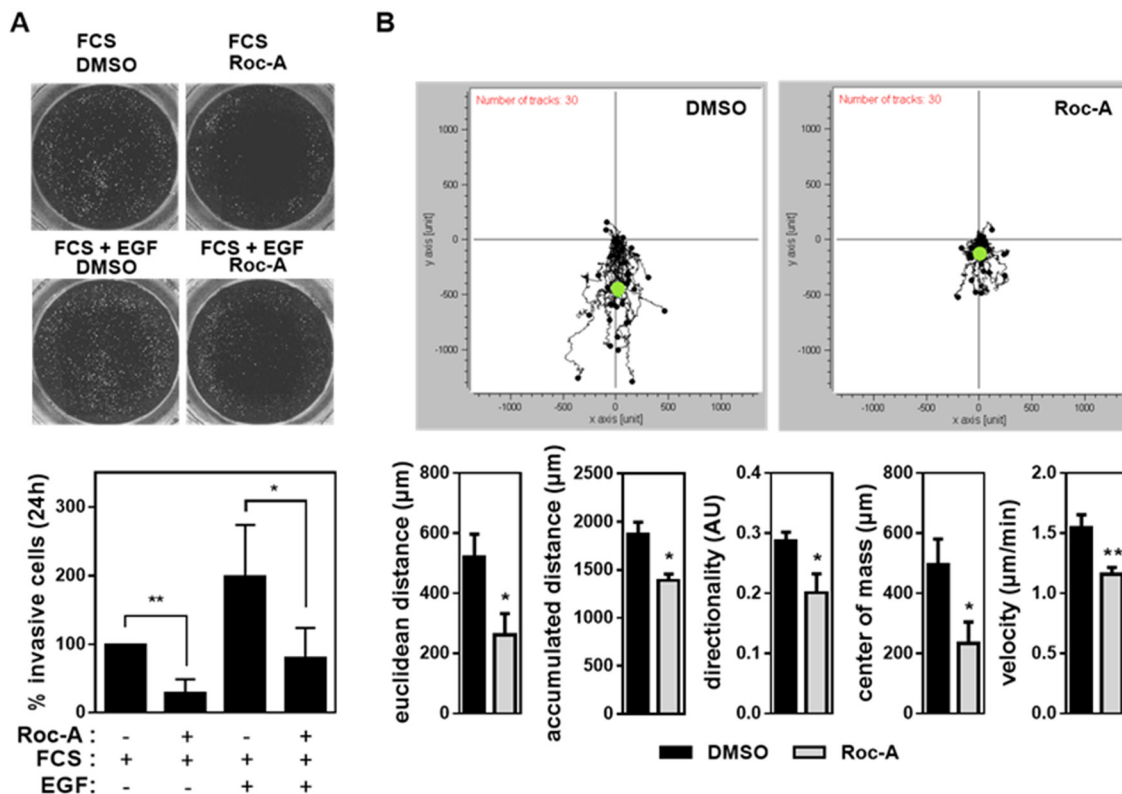 A
FCS
DMSO
FCS
Roc-A
FCS + EGF
DMSO
FCS + EGF
Roc-A
% invasive cells (24h)
300
200
100
0
*
**
Roc-A : - + - +
FCS : + + + +
EGF : - - + +
B
Number of tracks: 30
DMSO
y axis [unit]
1000
500
0
-500
-1000
-1000 -500 0 500 1000
x axis [unit]
Number of tracks: 30
Roc-A
y axis [unit]
1000
500
0
-500
-1000
-1000 -500 0 500 1000
x axis [unit]
euclidean distance (µm)
800
600
400
200
0
*
accumulated distance (µm)
2500
2000
1500
1000
500
0
*
directionality (AU)
0.4
0.3
0.2
0.1
0.0
*
center of mass (µm)
800
600
400
200
0
*
velocity (µm/min)
2.0
1.5
1.0
0.5
0.0
**
DMSO Roc-A